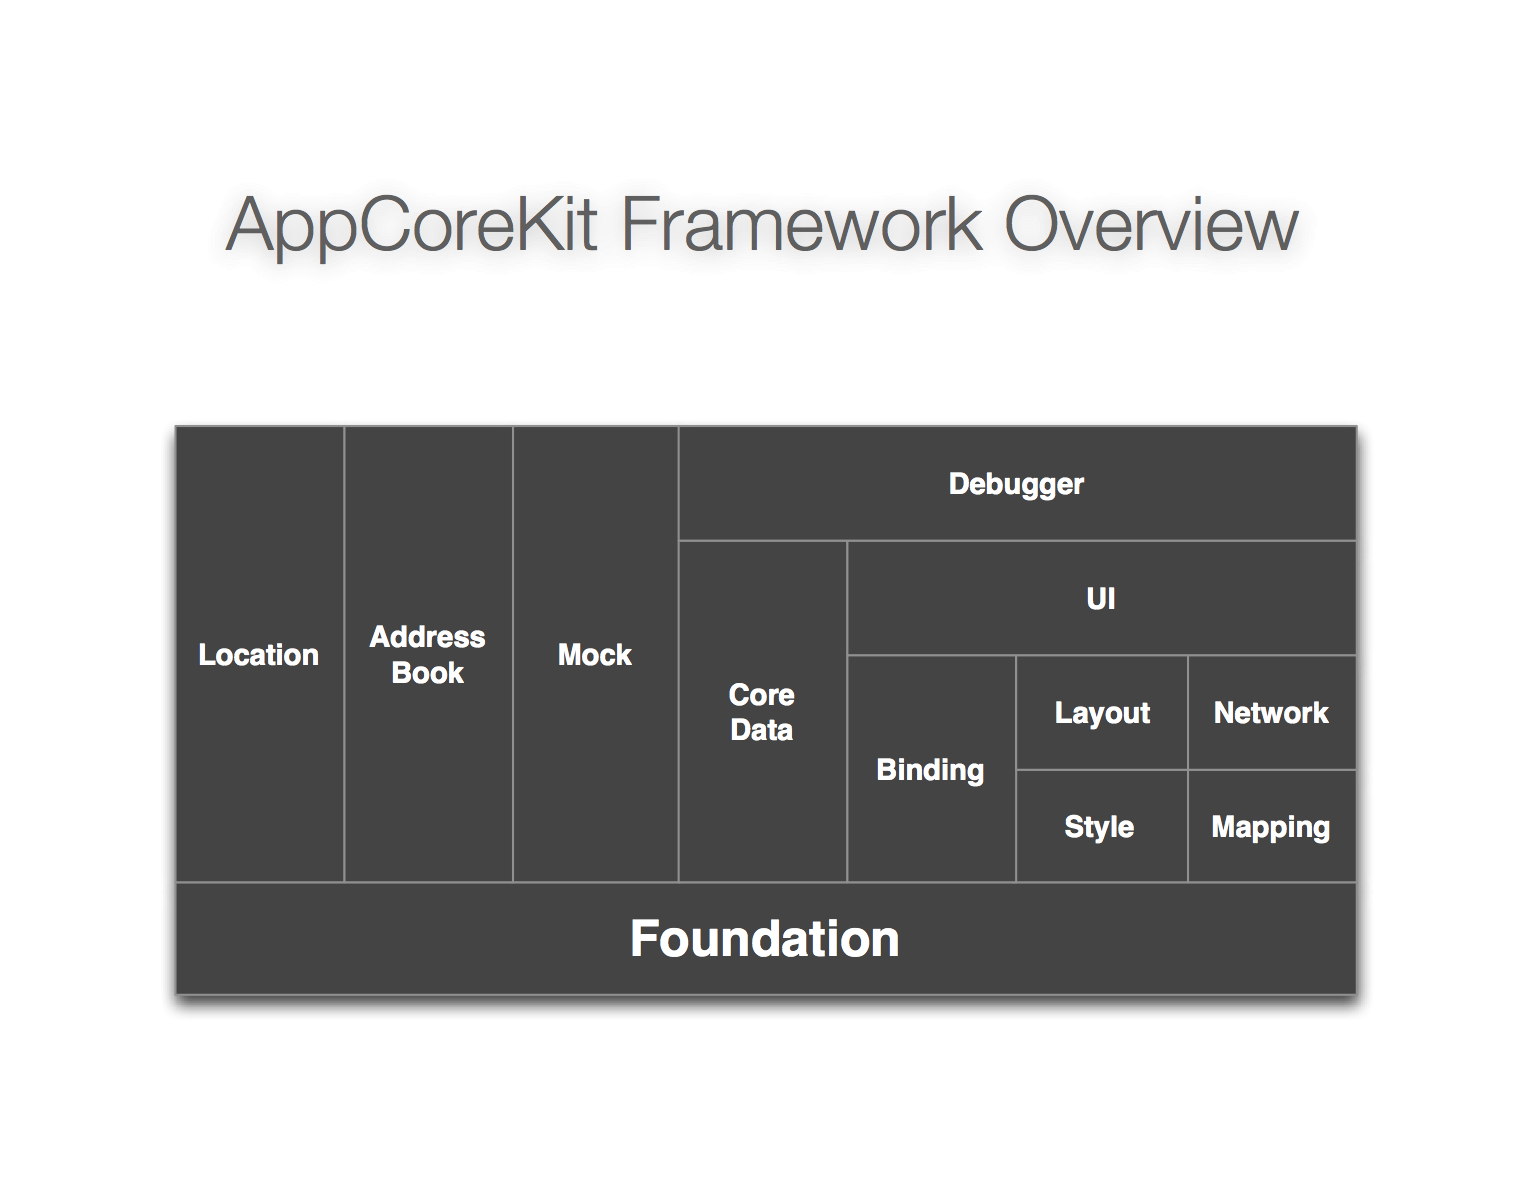 AppCoreKit Framework Overview
Location
Address
Book
Mock
Debugger
Core
Data
UI
Binding
Layout
Network
Style
Mapping
Foundation